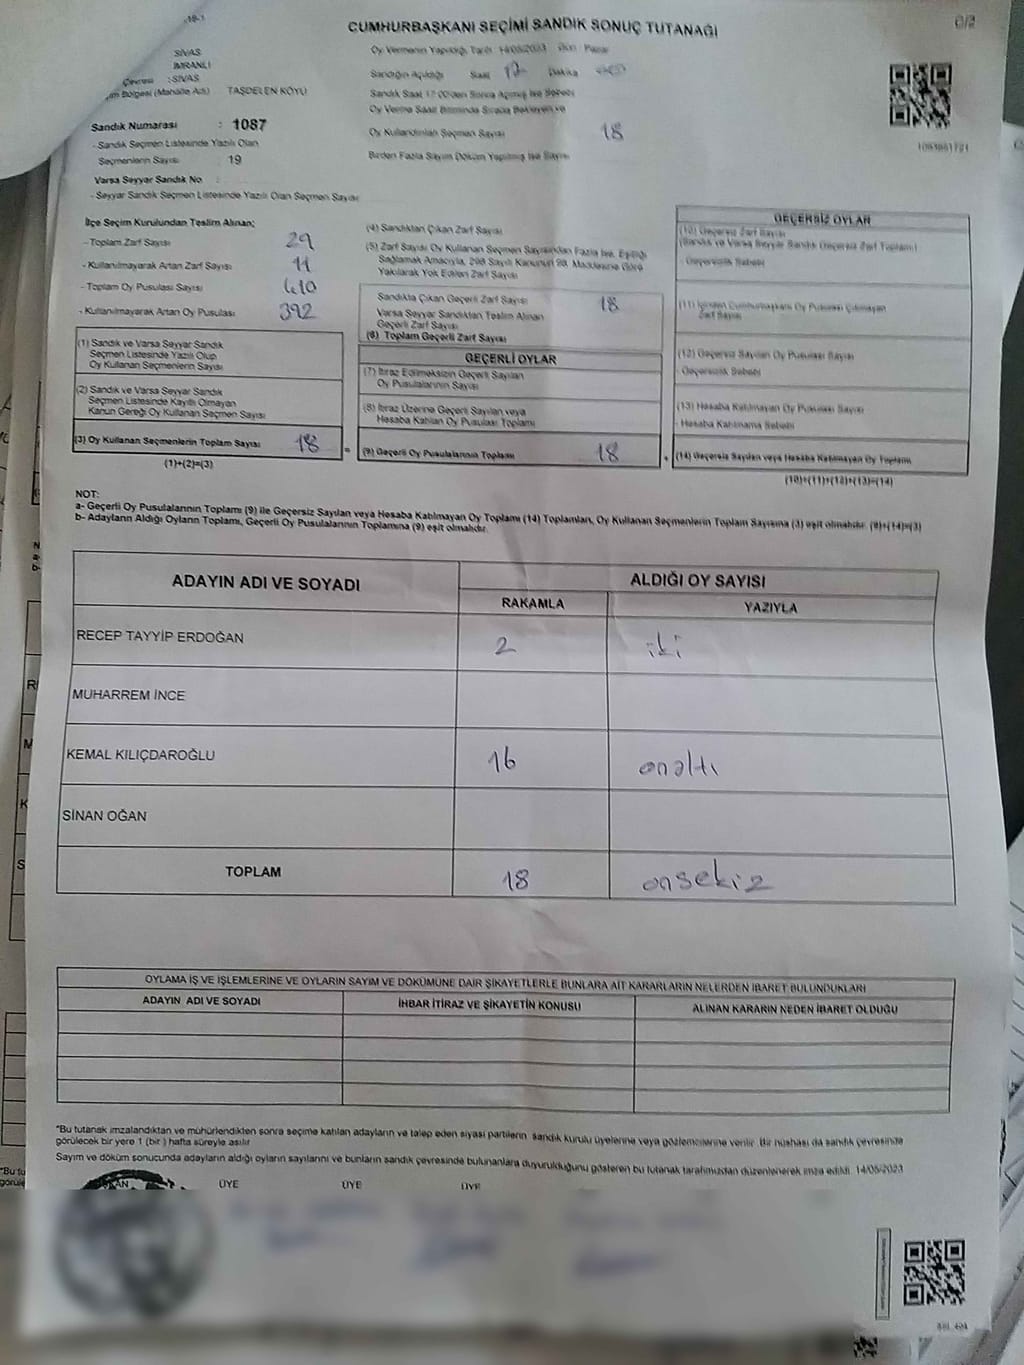 CUMHURBAŞKANI SEÇİMİ SANDIK SONUÇ TUTANAĞI
SİVAS
İMRANLI
Çevresi : SİVAS
Bölgesi (Mahalle Adı) TAŞDELEN KÖYÜ
Sandık Numarası : 1087
- Sandık Seçmen Listesinde Yazılı Olan
Seçmenlerin Sayısı : 19
Varsa Seyyar Sandık No :
- Seyyar Sandık Seçmen Listesinde Yazılı Olan Seçmen Sayısı
Oy Vermenin Yapıldığı Tarih 14/05/2023 Gün Pazar
Sandığın Açıldığı Saat 17 Dakika
Sandık Saat 17:00'den Sonra Açılmış İse Sebebi
Oy Verme Saati Bitiminde Sırada Bekleyen ve
Oy Kullandırılan Seçmen Sayısı 18
Birden Fazla Sayım Döküm Yapılmış İse Sayısı
İlçe Seçim Kurulundan Teslim Alınan;
- Toplam Zarf Sayısı 29
- Kullanılmayarak Artan Zarf Sayısı 11
- Toplam Oy Pusulası Sayısı 410
- Kullanılmayarak Artan Oy Pusulası 392
(1) Sandık ve Varsa Seyyar Sandık
Seçmen Listesinde Yazılı Olup
Oy Kullanan Seçmenlerin Sayısı
(2) Sandık ve Varsa Seyyar Sandık
Seçmen Listesinde Kayıtlı Olmayan
Kanun Gereği Oy Kullanan Seçmen Sayısı
(3) Oy Kullanan Seçmenlerin Toplam Sayısı 18 =
(1)+(2)=(3)
(4) Sandıktan Çıkan Zarf Sayısı
(5) Zarf Sayısı Oy Kullanan Seçmen Sayısından Fazla İse, Eşitliği
Sağlamak Amacıyla, 298 Sayılı Kanunun 98. Maddesine Göre
Yakılarak Yok Edilen Zarf Sayısı
Sandıkta Çıkan Geçerli Zarf Sayısı 18
Varsa Seyyar Sandıktan Teslim Alınan
Geçerli Zarf Sayısı
(6) Toplam Geçerli Zarf Sayısı
GEÇERLİ OYLAR
(7) İtiraz Edilmeksizin Geçerli Sayılan
Oy Pusulalarının Sayısı
(8) İtiraz Üzerine Geçerli Sayılan veya
Hesaba Katılan Oy Pusulası Toplamı
(9) Geçerli Oy Pusulalarının Toplamı 18 +
GEÇERSİZ OYLAR
(10) Geçersiz Zarf Sayısı
(Sandık ve Varsa Seyyar Sandık Geçersiz Zarf Toplamı)
- Geçersizlik Sebebi
(11) İçinden Cumhurbaşkanı Oy Pusulası Çıkmayan
Zarf Sayısı
(12) Geçersiz Sayılan Oy Pusulası Sayısı
- Geçersizlik Sebebi
(13) Hesaba Katılmayan Oy Pusulası Sayısı
- Hesaba Katılmama Sebebi
(14) Geçersiz Sayılan veya Hesaba Katılmayan Oy Toplamı
(10)+(11)+(12)+(13)=(14)
NOT:
a- Geçerli Oy Pusulalarının Toplamı (9) ile Geçersiz Sayılan veya Hesaba Katılmayan Oy Toplamı (14) Toplamları, Oy Kullanan Seçmenlerin Toplam Sayısına (3) eşit olmalıdır. (9)+(14)=(3)
b- Adayların Aldığı Oyların Toplamı, Geçerli Oy Pusulalarının Toplamına (9) eşit olmalıdır.
ADAYIN ADI VE SOYADI ALDIĞI OY SAYISI
RAKAMLA YAZIYLA
RECEP TAYYİP ERDOĞAN 2 iki
MUHARREM İNCE
KEMAL KILIÇDAROĞLU 16 onaltı
SİNAN OĞAN
TOPLAM 18 onsekiz
OYLAMA İŞ VE İŞLEMLERİNE VE OYLARIN SAYIM VE DÖKÜMÜNE DAİR ŞİKAYETLERLE BUNLARA AİT KARARLARIN NELERDEN İBARET BULUNDUKLARI
ADAYIN ADI VE SOYADI İHBAR İTİRAZ VE ŞİKAYETİN KONUSU ALINAN KARARIN NEDEN İBARET OLDUĞU
"Bu tutanak imzalandıktan ve mühürlendikten sonra seçime katılan adayların ve talep eden siyasi partilerin sandık kurulu üyelerine veya gözlemcilerine verilir. Bir nüshası da sandık çevresinde
görülecek bir yere 1 (bir) hafta süreyle asılır.
Sayım ve döküm sonucunda adayların aldığı oyların sayılarını ve bunların sandık çevresinde bulunanlara duyurulduğunu gösteren bu tutanak tarafımızdan düzenlenerek imza edildi. 14/05/2023
ÜYE ÜYE ÜYE